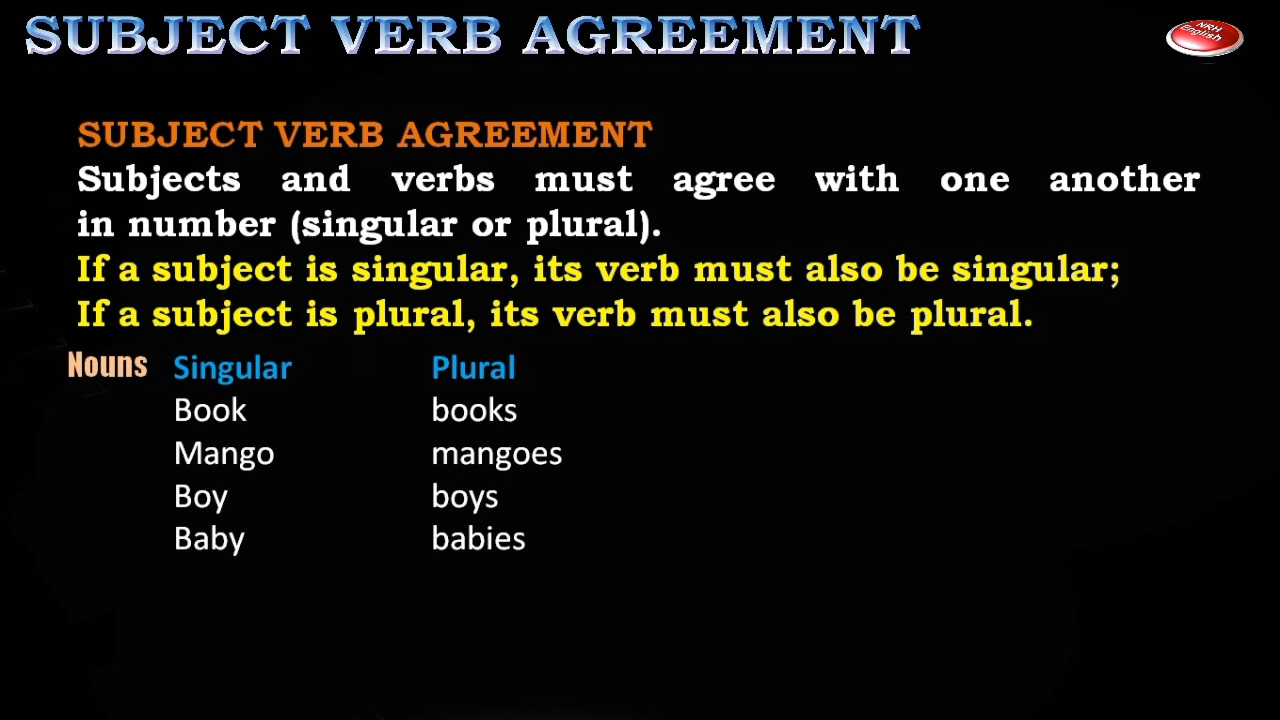 SUBJECT VERB AGREEMENT
NRH
English
SUBJECT VERB AGREEMENT
Subjects and verbs must agree with one another
in number (singular or plural).
If a subject is singular, its verb must also be singular;
If a subject is plural, its verb must also be plural.
Nouns Singular Plural
Book books
Mango mangoes
Boy boys
Baby babies